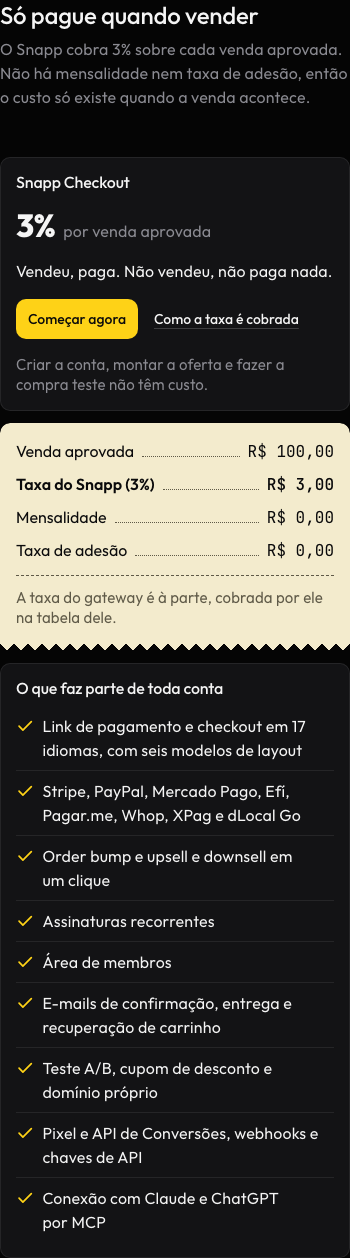 Só pague quando vender
O Snapp cobra 3% sobre cada venda aprovada.
Não há mensalidade nem taxa de adesão, então
o custo só existe quando a venda acontece.
Snapp Checkout
3% por venda aprovada
Vendeu, paga. Não vendeu, não paga nada.
Começar agora
Como a taxa é cobrada
Criar a conta, montar a oferta e fazer a
compra teste não têm custo.
Venda aprovada R$ 100,00
Taxa do Snapp (3%) R$ 3,00
Mensalidade R$ 0,00
Taxa de adesão R$ 0,00
A taxa do gateway é à parte, cobrada por ele
na tabela dele.
O que faz parte de toda conta
Link de pagamento e checkout em 17
idiomas, com seis modelos de layout
Stripe, PayPal, Mercado Pago, Efí,
Pagar.me, Whop, XPag e dLocal Go
Order bump e upsell e downsell em
um clique
Assinaturas recorrentes
Área de membros
E-mails de confirmação, entrega e
recuperação de carrinho
Teste A/B, cupom de desconto e
domínio próprio
Pixel e API de Conversões, webhooks e
chaves de API
Conexão com Claude e ChatGPT
por MCP